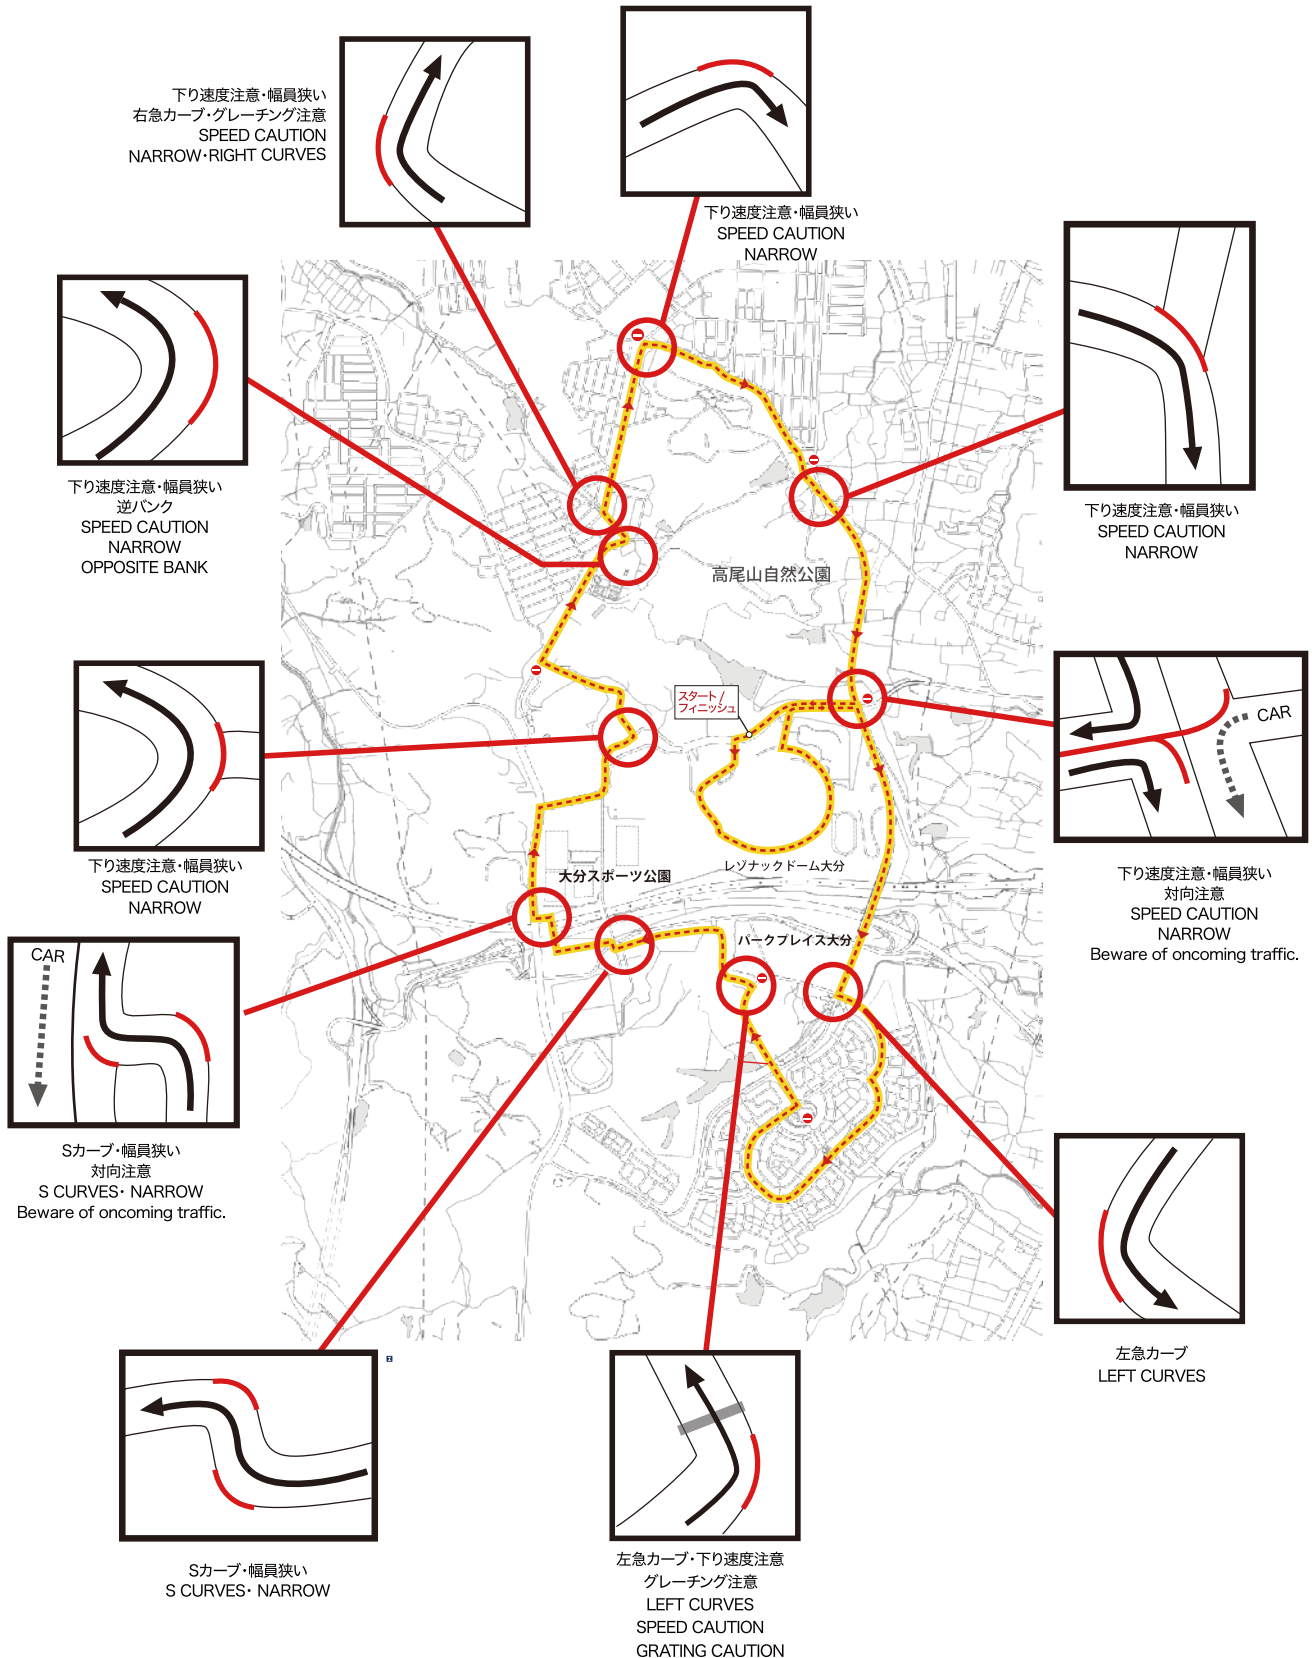 下り速度注意・幅員狭い
右急カーブ・グレーチング注意
SPEED CAUTION
NARROW・RIGHT CURVES
下り速度注意・幅員狭い
SPEED CAUTION
NARROW
下り速度注意・幅員狭い
逆バンク
SPEED CAUTION
NARROW
OPPOSITE BANK
下り速度注意・幅員狭い
SPEED CAUTION
NARROW
高尾山自然公園
スタート /
フィニッシュ
CAR
下り速度注意・幅員狭い
SPEED CAUTION
NARROW
レゾナックドーム大分
大分スポーツ公園
下り速度注意・幅員狭い
対向注意
SPEED CAUTION
NARROW
Beware of oncoming traffic.
パークプレイス大分
CAR
Sカーブ・幅員狭い
対向注意
S CURVES・ NARROW
Beware of oncoming traffic.
左急カーブ
LEFT CURVES
Sカーブ・幅員狭い
S CURVES・ NARROW
左急カーブ・下り速度注意
グレーチング注意
LEFT CURVES
SPEED CAUTION
GRATING CAUTION